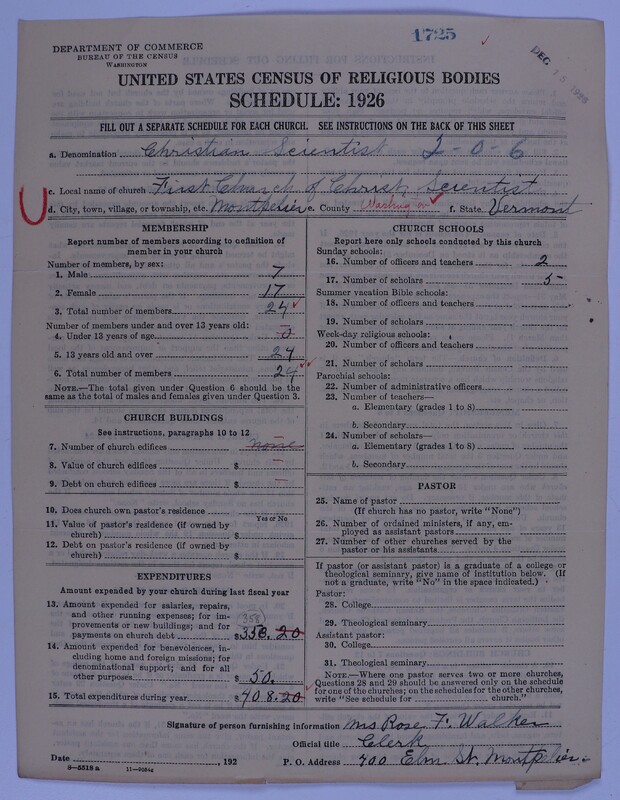 1725
DEPARTMENT OF COMMERCE
BUREAU OF THE CENSUS
WASHINGTON
DEC 15 1926
UNITED STATES CENSUS OF RELIGIOUS BODIES
SCHEDULE: 1926
FILL OUT A SEPARATE SCHEDULE FOR EACH CHURCH. SEE INSTRUCTIONS ON THE BACK OF THIS SHEET
a. Denomination Christian Scientist 2-0-6
c. Local name of church First Church of Christ, Scientist
d. City, town, village, or township, etc. Montpelier e. County Washington f. State Vermont
MEMBERSHIP
Report number of members according to definition of
member in your church
Number of members, by sex:
1. Male 7
2. Female 17
3. Total number of members 24
Number of members under and over 13 years old:
4. Under 13 years of age 0
5. 13 years old and over 24
6. Total number of members 24
NOTE.—The total given under Question 6 should be
same as the total of males and females given under Question 3.
CHURCH BUILDINGS
See instructions, paragraphs 10 to 12
7. Number of church edifices none
8. Value of church edifices $ —
9. Debt on church edifices $ —
10. Does church own pastor's residence
Yes or No
11. Value of pastor's residence (if owned by
church) $
12. Debt on pastor's residence (if owned by
church) $
EXPENDITURES
Amount expended by your church during last fiscal year
13. Amount expended for salaries, repairs,
and other running expenses; for im-
provements or new buildings; and for (358)
payments on church debt $358.20
14. Amount expended for benevolences, in-
cluding home and foreign missions; for
denominational support; and for all
other purposes $50.
15. Total expenditures during year $408.20
CHURCH SCHOOLS
Report here only schools conducted by this church
Sunday schools:
16. Number of officers and teachers 2
17. Number of scholars 5
Summer vacation Bible schools:
18. Number of officers and teachers
19. Number of scholars
Week-day religious schools:
20. Number of officers and teachers
21. Number of scholars
Parochial schools:
22. Number of administrative officers
23. Number of teachers—
a. Elementary (grades 1 to 8)
b. Secondary
24. Number of scholars—
a. Elementary (grades 1 to 8)
b. Secondary
PASTOR
25. Name of pastor
(If church has no pastor, write "None")
26. Number of ordained ministers, if any, em-
ployed as assistant pastors
27. Number of other churches served by the
pastor or his assistants
If pastor (or assistant pastor) is a graduate of a college or
theological seminary, give name of institution below. (If
not a graduate, write "No" in the space indicated.)
Pastor:
28. College
29. Theological seminary
Assistant pastor:
30. College
31. Theological seminary
NOTE.—Where one pastor serves two or more churches,
Questions 28 and 29 should be answered only on the schedule
for one of the churches; on the schedules for the other churches,
write "See schedule for church."
Signature of person furnishing information Mrs Rose F. Walker
Official title Clerk
Date , 192 P. O. Address 400 Elm St. Montpelier.
8-5518 a